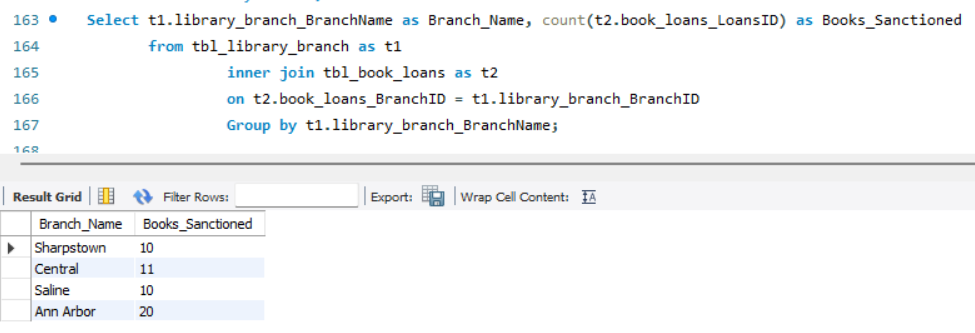 163 Select t1.library_branch_BranchName as Branch_Name, count(t2.book_loans_LoansID) as Books_Sanctioned
164 from tbl_library_branch as t1
165 inner join tbl_book_loans as t2
166 on t2.book_loans_BranchID = t1.library_branch_BranchID
167 Group by t1.library_branch_BranchName;
168
Result Grid Filter Rows: Export: Wrap Cell Content: IA
Branch_Name Books_Sanctioned
Sharpstown 10
Central 11
Saline 10
Ann Arbor 20